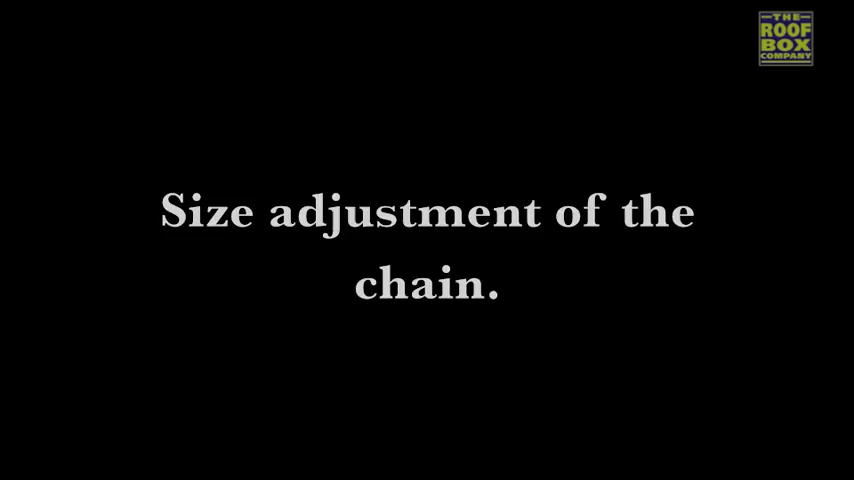 THE
ROOF
BOX
COMPANY
Size adjustment of the
chain.